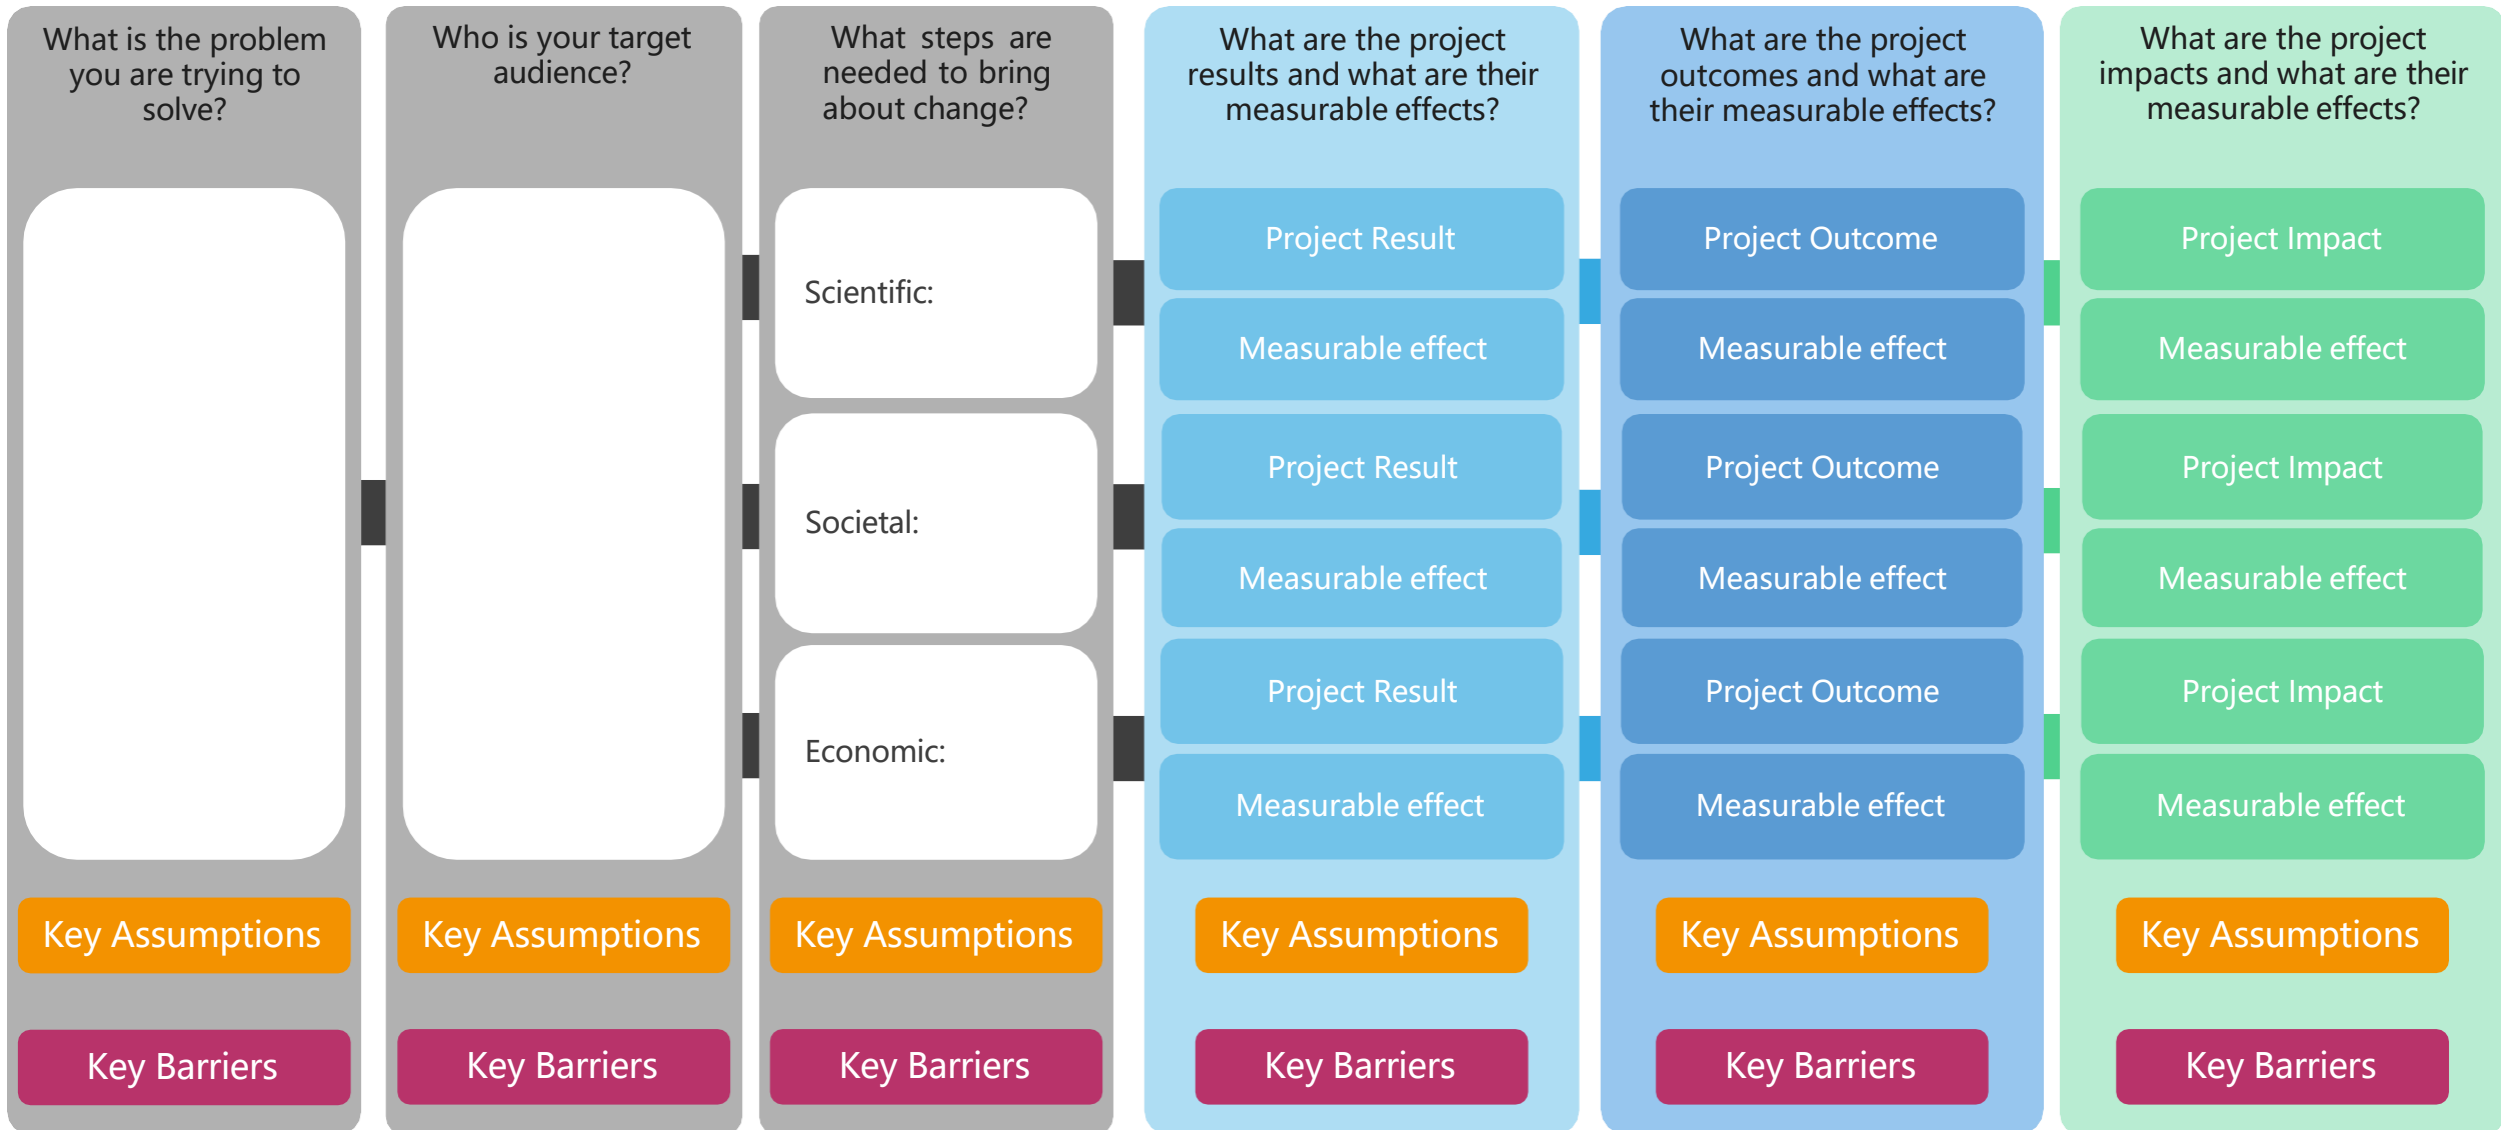 What is the problem
you are trying to
solve?
Key Assumptions
Key Barriers
Who is your target
audience?
Key Assumptions
Key Barriers
What steps are
needed to bring
about change?
Scientific:
Societal:
Economic:
Key Assumptions
Key Barriers
What are the project
results and what are their
measurable effects?
Project Result
Measurable effect
Project Result
Measurable effect
Project Result
Measurable effect
Key Assumptions
Key Barriers
What are the project
outcomes and what are
their measurable effects?
Project Outcome
Measurable effect
Project Outcome
Measurable effect
Project Outcome
Measurable effect
Key Assumptions
Key Barriers
What are the project
impacts and what are their
measurable effects?
Project Impact
Measurable effect
Project Impact
Measurable effect
Project Impact
Measurable effect
Key Assumptions
Key Barriers